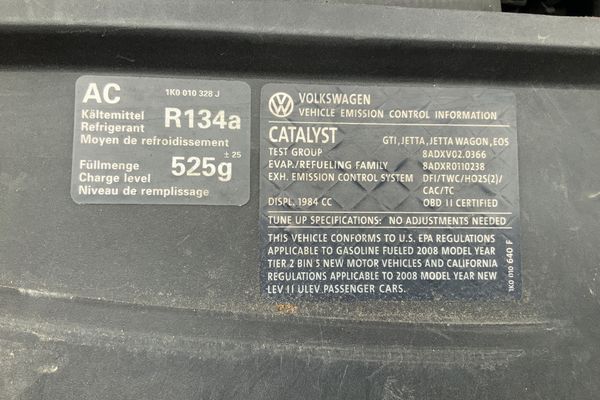 AC 1K0 010 328 J
Kältemittel
Refrigerant R134a
Moyen de refroidissement
Füllmenge ± 25
Charge level 525g
Niveau de remplissage
VOLKSWAGEN
VEHICLE EMISSION CONTROL INFORMATION
CATALYST GTI,JETTA,JETTA WAGON,EOS
TEST GROUP 8ADXV02.0366
EVAP./REFUELING FAMILY 8ADXR0110238
EXH. EMISSION CONTROL SYSTEM DFI/TWC/HO2S(2)/
CAC/TC
DISPL. 1984 CC OBD II CERTIFIED
TUNE UP SPECIFICATIONS: NO ADJUSTMENTS NEEDED
THIS VEHICLE CONFORMS TO U.S. EPA REGULATIONS
APPLICABLE TO GASOLINE FUELED 2008 MODEL YEAR
TIER 2 BIN 5 NEW MOTOR VEHICLES AND CALIFORNIA
REGULATIONS APPLICABLE TO 2008 MODEL YEAR NEW
LEV II ULEV PASSENGER CARS.
1K0 010 640 F